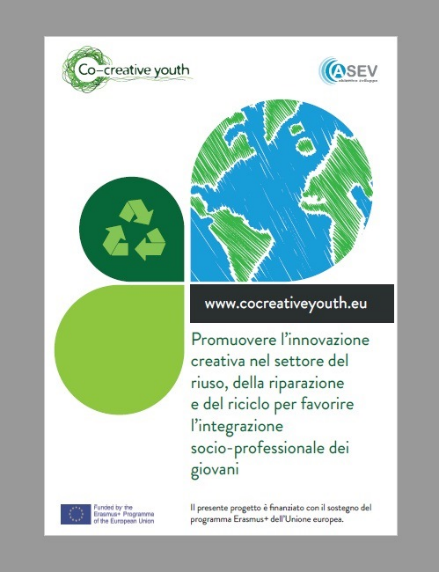 Co-creative youth
ASEV
www.cocreativeyouth.eu
Promuovere l'innovazione
creativa nel settore del
riuso, della riparazione
e del riciclo per favorire
l'integrazione
socio-professionale dei
giovani
Funded by the
Erasmus+ Programme
of the European Union
Il presente progetto è finanziato con il sostegno del
programma Erasmus+ dell'Unione europea.